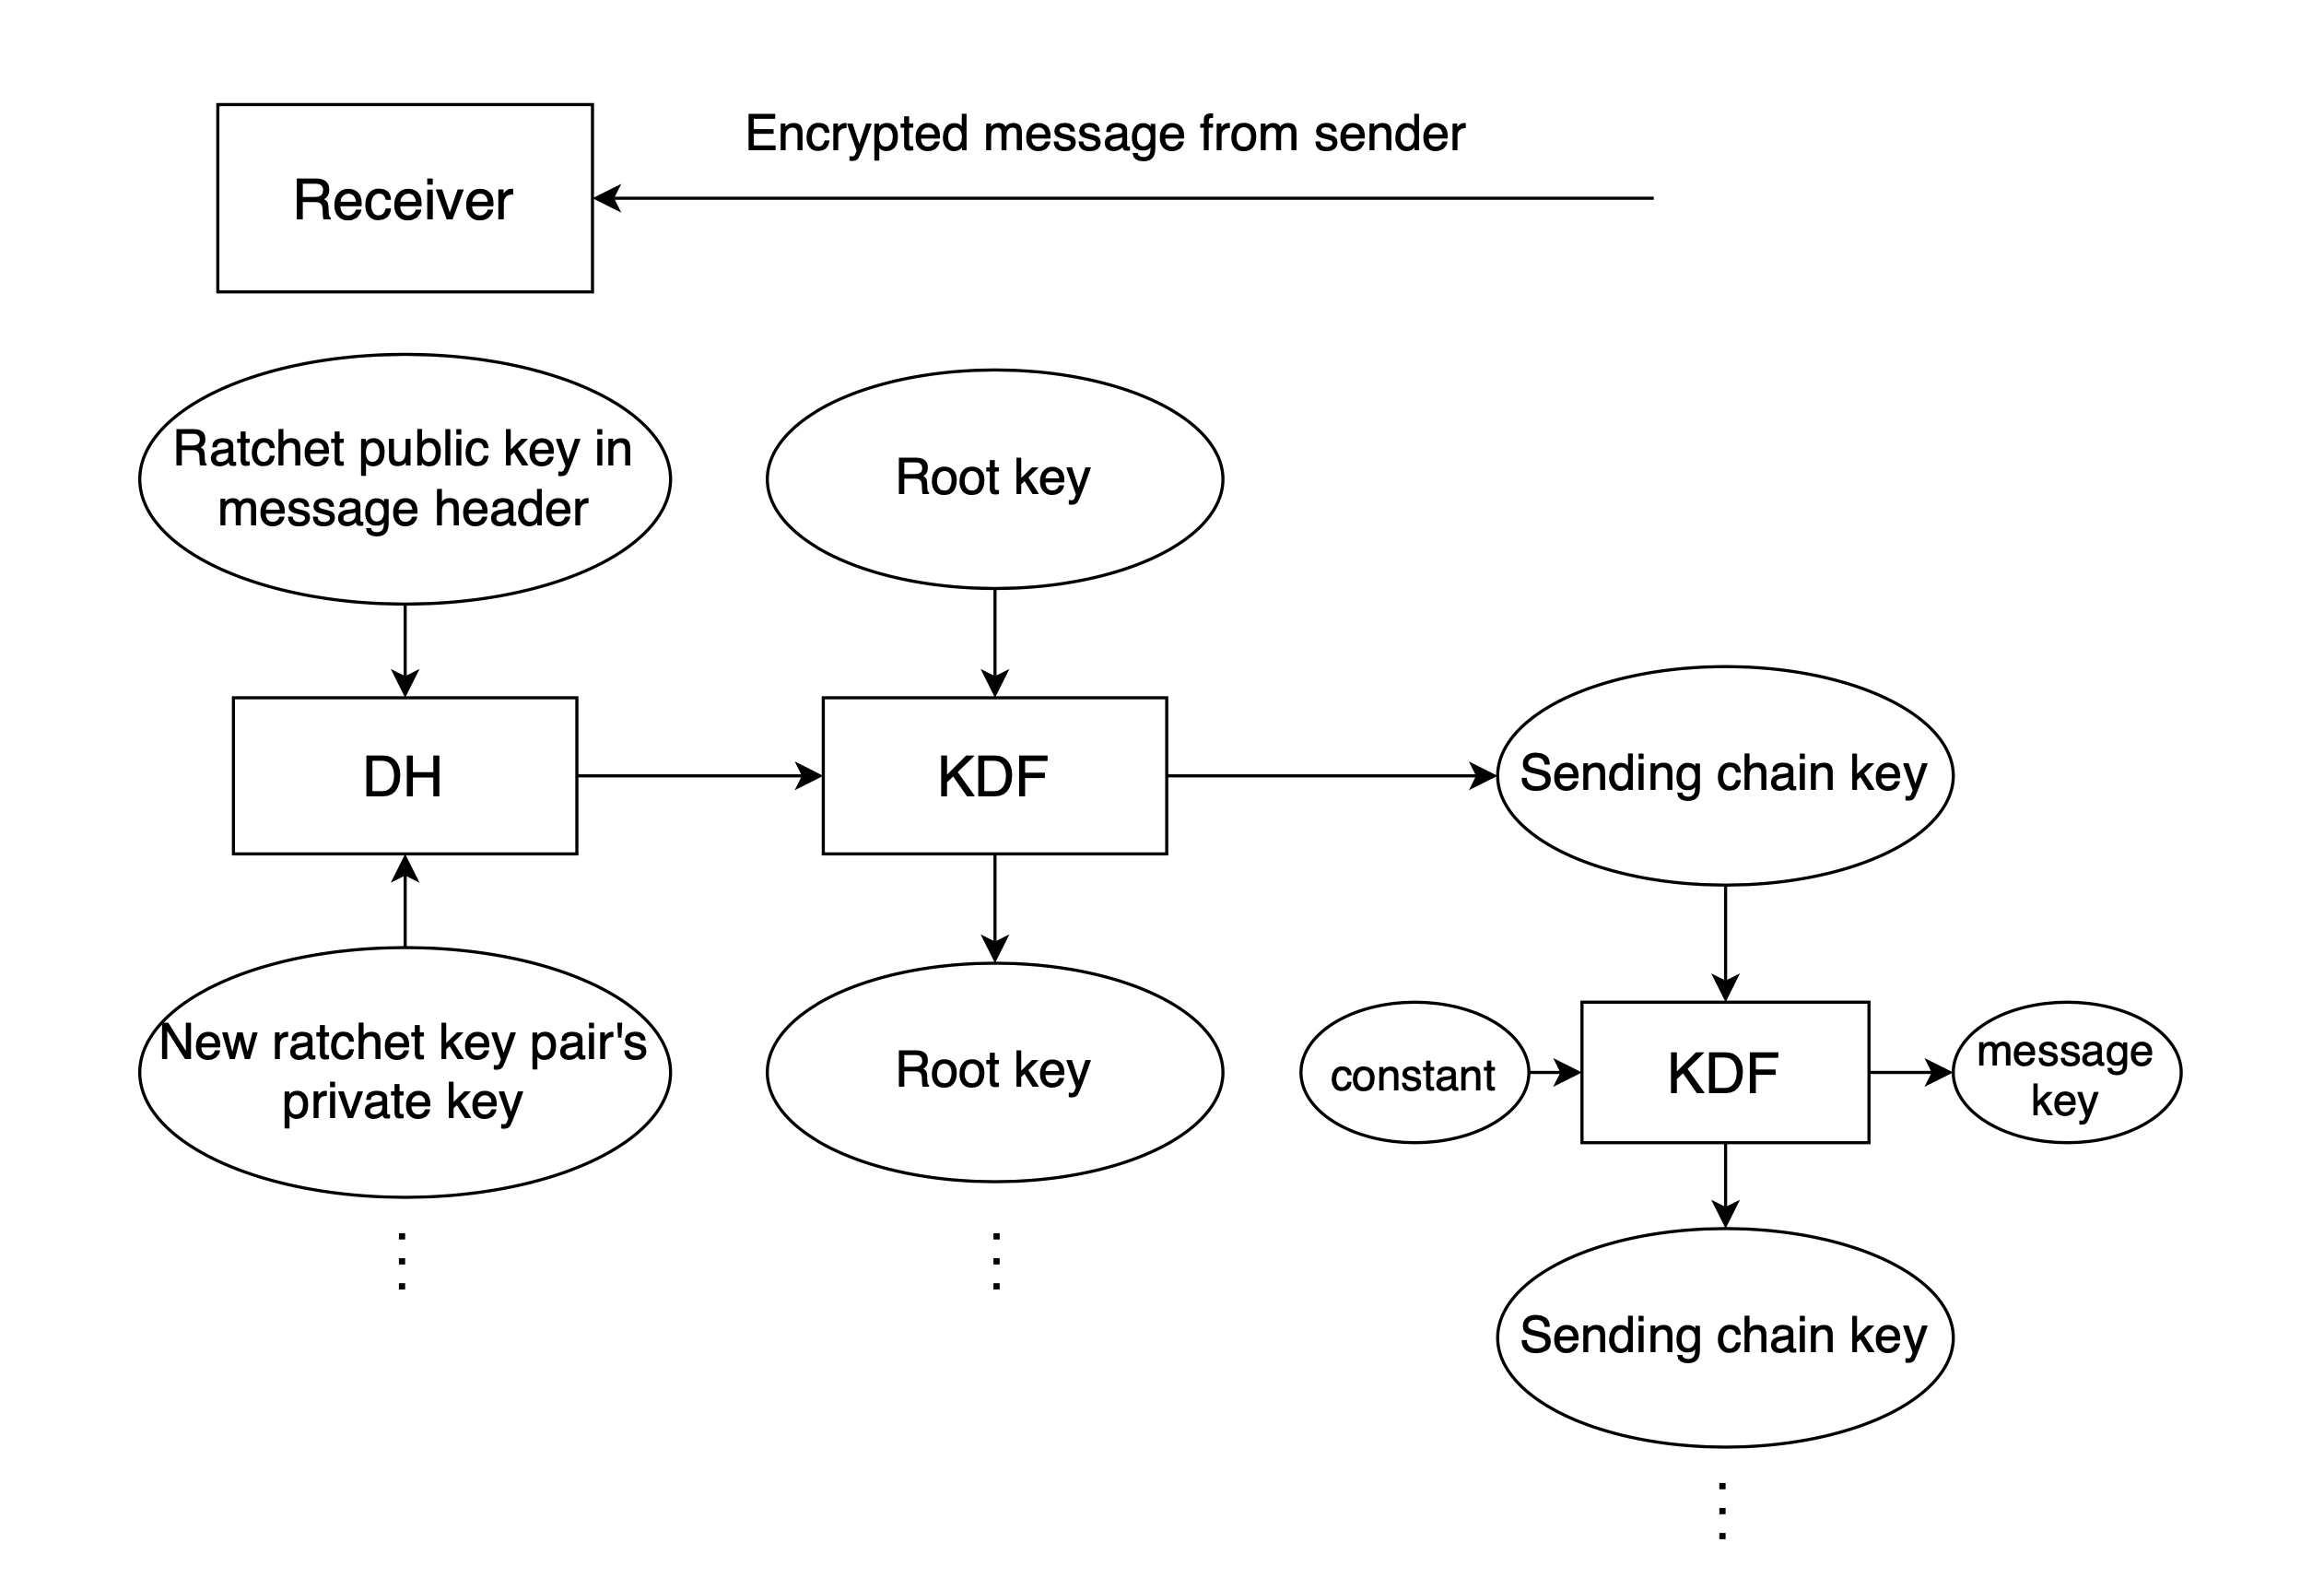 Encrypted message from sender
Receiver
Ratchet public key in
message header
Root key
DH
KDF
Sending chain key
New ratchet key pair's
private key
Root key
constant
KDF
message
key
Sending chain key